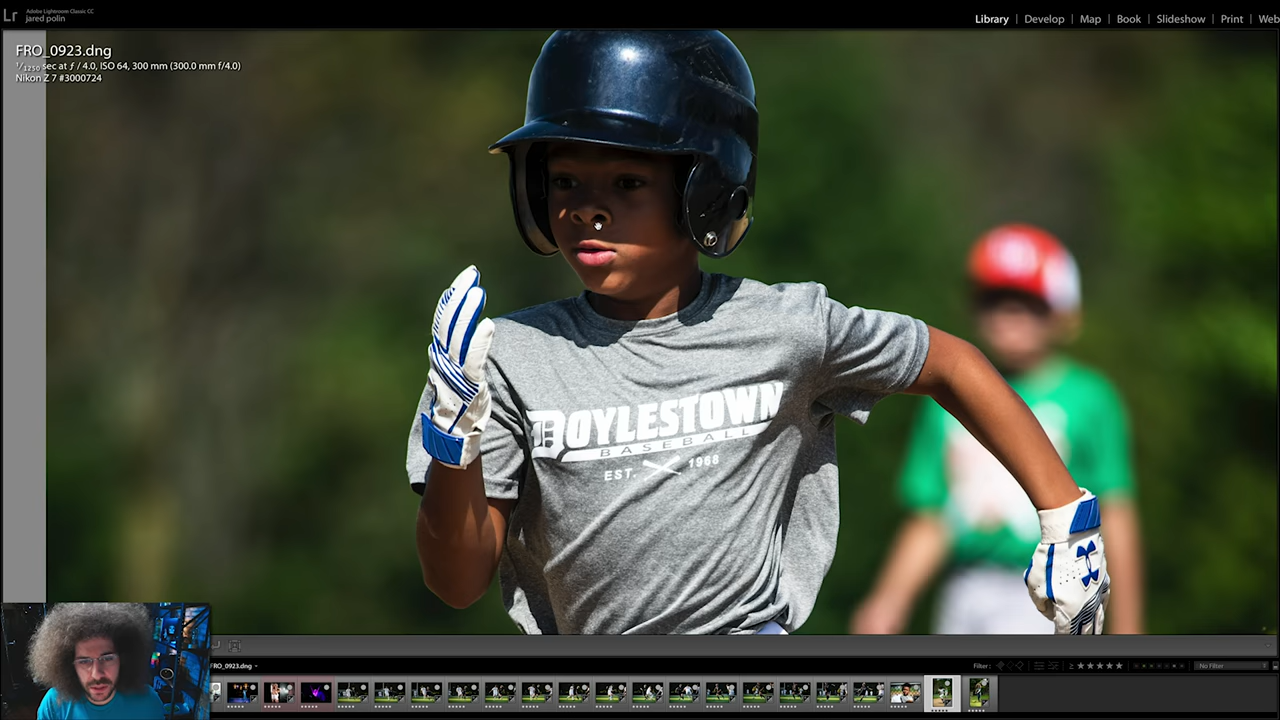 Lr
Adobe Lightroom Classic CC
jared polin
Library | Develop | Map | Book | Slideshow | Print | Web
FRO_0923.dng
1/1250 sec at ƒ / 4.0, ISO 64, 300 mm (300.0 mm f/4.0)
Nikon Z 7 #3000724
DOYLESTOWN
BASEBALL
EST. 1968
FRO_0923.dng
Filter:
No Filter